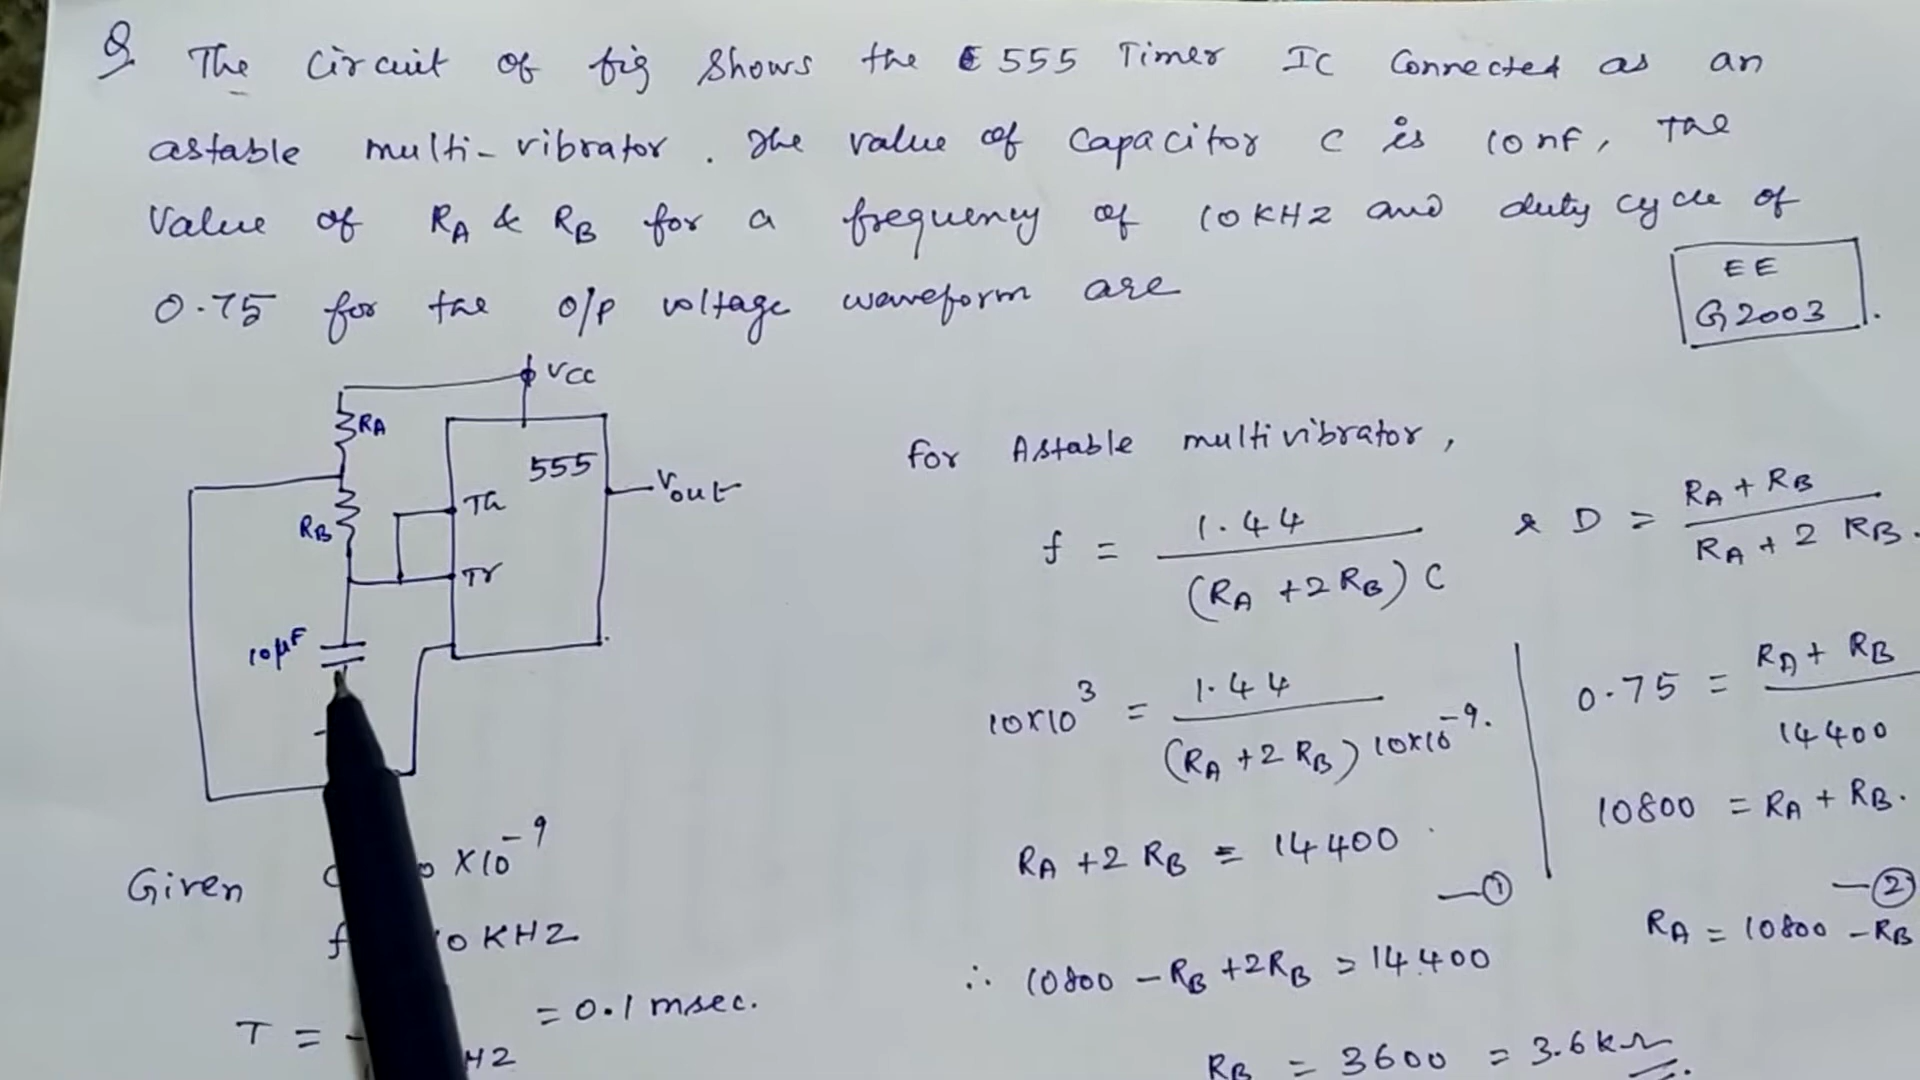 Q The Circuit of fig Shows the 555 Timer IC Connected as an
astable multi-vibrator. The value of Capacitor C is 10nF, The
Value of RA & RB for a frequency of 10KHZ and duty cycle of
0.75 for the o/p voltage waveform are
EE
G2003
VCC
RA
555
Th
Vout
RB
Tr
10μF
Given
×10⁻⁹
KHZ
T =
= 0.1 msec.
HZ
For Astable multivibrator,
f = 1.44 / (RA + 2RB) C & D = RA + RB / RA + 2 RB.
10×10³ = 1.44 / (RA + 2 RB) 10×10⁻⁹.
RA + 2 RB = 14400
—①
∴ 10800 - RB + 2RB = 14400
RB = 3600 = 3.6k
0.75 = RA + RB / 14400
10800 = RA + RB.
—②
RA = 10800 - RB